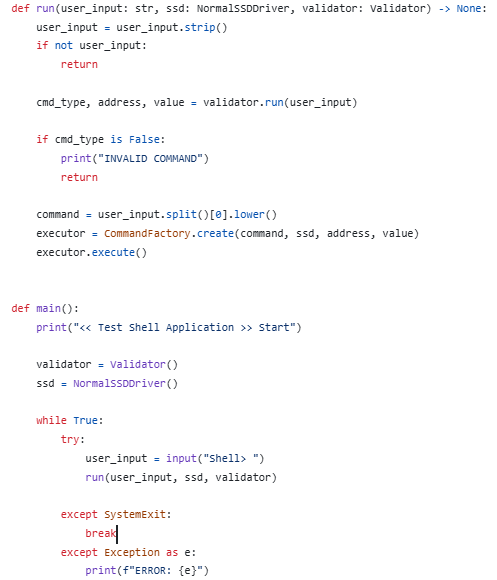 def run(user_input: str, ssd: NormalSSDDriver, validator: Validator) -> None:
    user_input = user_input.strip()
    if not user_input:
        return

    cmd_type, address, value = validator.run(user_input)

    if cmd_type is False:
        print("INVALID COMMAND")
        return

    command = user_input.split()[0].lower()
    executor = CommandFactory.create(command, ssd, address, value)
    executor.execute()


def main():
    print("<< Test Shell Application >> Start")

    validator = Validator()
    ssd = NormalSSDDriver()

    while True:
        try:
            user_input = input("Shell> ")
            run(user_input, ssd, validator)

        except SystemExit:
            break
        except Exception as e:
            print(f"ERROR: {e}")